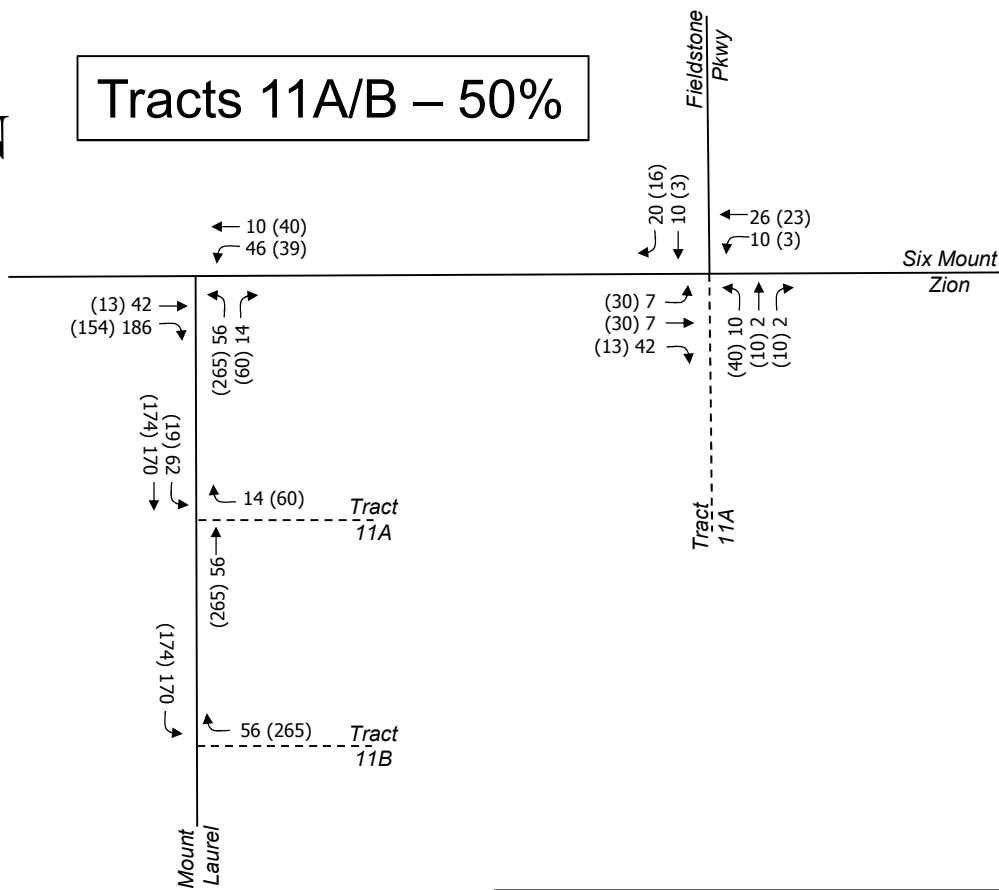 Fieldstone
Pkwy
Tracts 11A/B – 50%
N
20 (16)
10 (3)
10 (40)
46 (39)
26 (23)
10 (3)
Six Mount
Zion
(13) 42
(154) 186
(265) 56
(60) 14
(30) 7
(30) 7
(13) 42
(40) 10
(10) 2
(10) 2
(174) 170
(19) 62
14 (60)
Tract
11A
Tract
11A
(265) 56
(174) 170
56 (265)
Tract
11B
Mount
Laurel